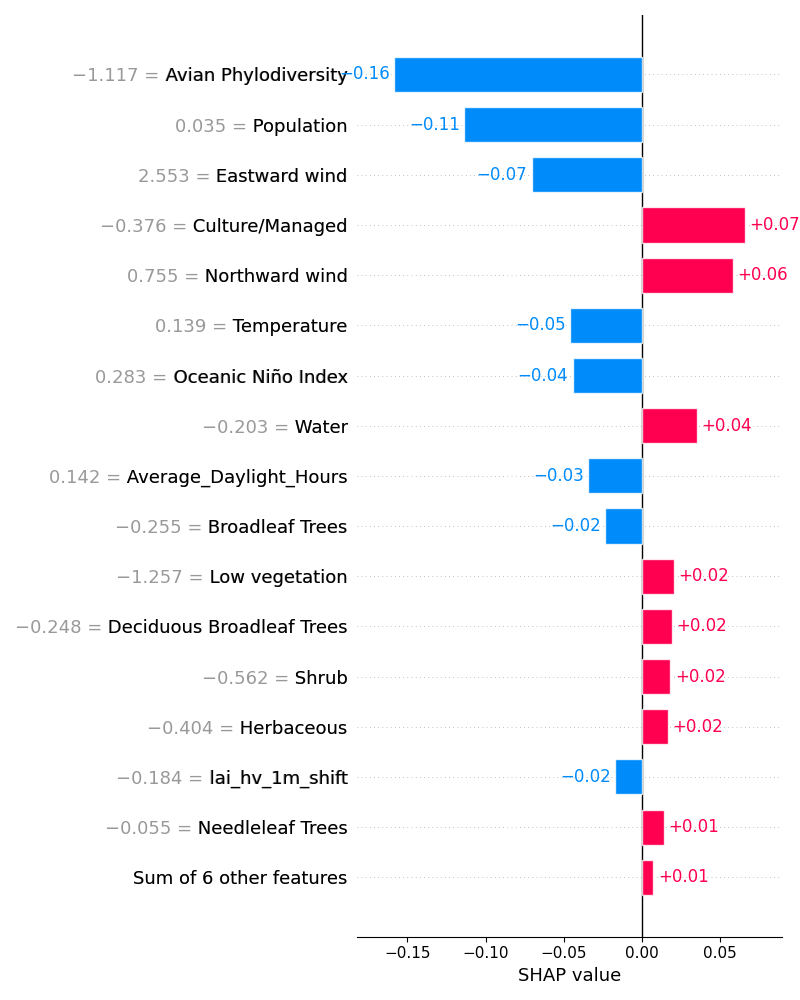 −1.117 = Avian Phylodiversity −0.16
0.035 = Population −0.11
2.553 = Eastward wind −0.07
−0.376 = Culture/Managed +0.07
0.755 = Northward wind +0.06
0.139 = Temperature −0.05
0.283 = Oceanic Niño Index −0.04
−0.203 = Water +0.04
0.142 = Average_Daylight_Hours −0.03
−0.255 = Broadleaf Trees −0.02
−1.257 = Low vegetation +0.02
−0.248 = Deciduous Broadleaf Trees +0.02
−0.562 = Shrub +0.02
−0.404 = Herbaceous +0.02
−0.184 = lai_hv_1m_shift −0.02
−0.055 = Needleleaf Trees +0.01
Sum of 6 other features +0.01
−0.15 −0.10 −0.05 0.00 0.05
SHAP value